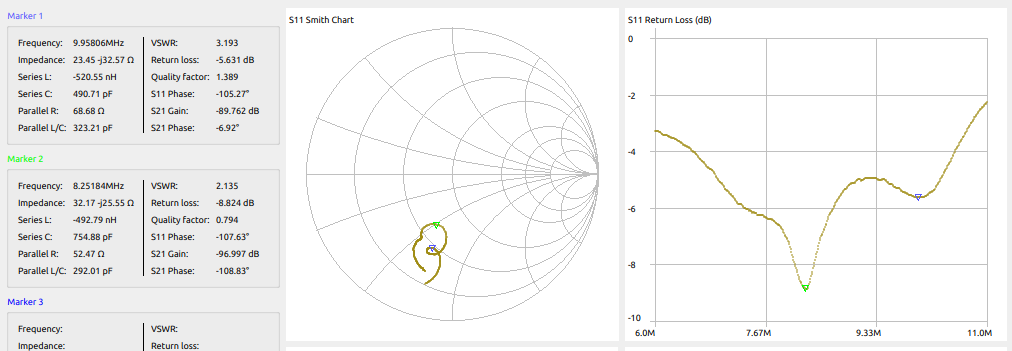 Marker 1
Frequency: 9.95806MHz VSWR: 3.193
Impedance: 23.45 -j32.57 Ω Return loss: -5.631 dB
Series L: -520.55 nH Quality factor: 1.389
Series C: 490.71 pF S11 Phase: -105.27°
Parallel R: 68.68 Ω S21 Gain: -89.762 dB
Parallel L/C: 323.21 pF S21 Phase: -6.92°
Marker 2
Frequency: 8.25184MHz VSWR: 2.135
Impedance: 32.17 -j25.55 Ω Return loss: -8.824 dB
Series L: -492.79 nH Quality factor: 0.794
Series C: 754.88 pF S11 Phase: -107.63°
Parallel R: 52.47 Ω S21 Gain: -96.997 dB
Parallel L/C: 292.01 pF S21 Phase: -108.83°
Marker 3
Frequency: VSWR:
Impedance: Return loss:
S11 Smith Chart
S11 Return Loss (dB)
0
-2
-4
-6
-8
-10
6.0M 7.67M 9.33M 11.0M